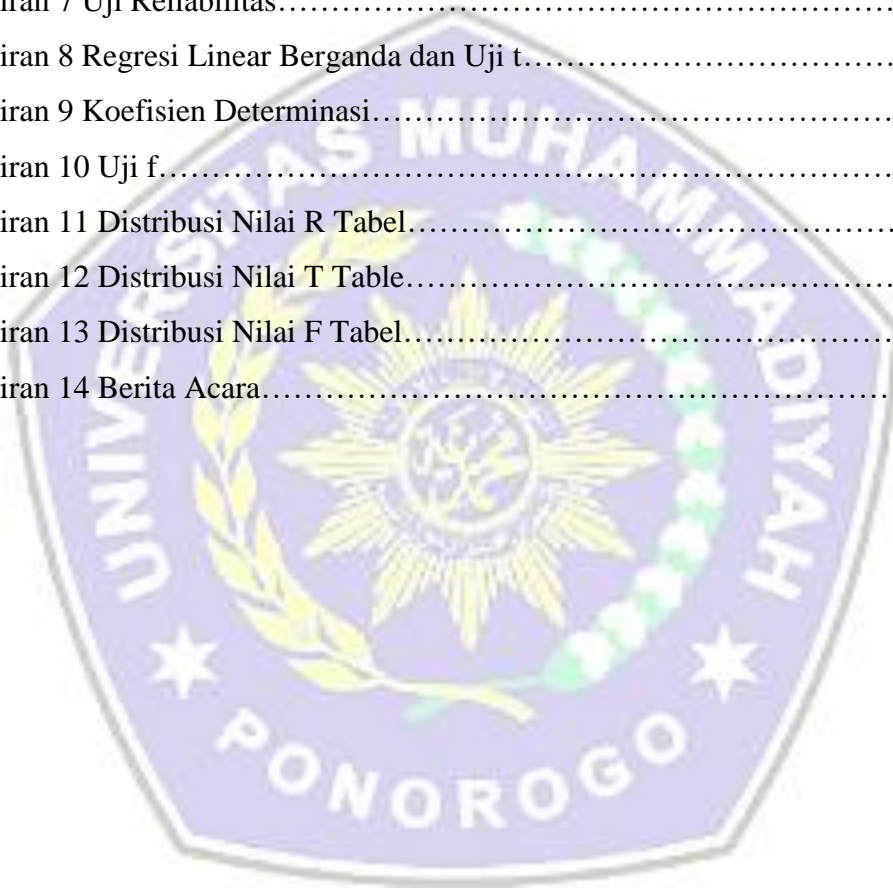 iran 7 Uji Reliabilitas……………………………………………………
iran 8 Regresi Linear Berganda dan Uji t……………………………
iran 9 Koefisien Determinasi……………………………………………
iran 10 Uji f………………………………………………………………
iran 11 Distribusi Nilai R Tabel………………………………………
iran 12 Distribusi Nilai T Table………………………………………
iran 13 Distribusi Nilai F Tabel………………………………………
iran 14 Berita Acara……………………………………………………
UNIVERSITAS MUHAMMADIYAH
PONOROGO